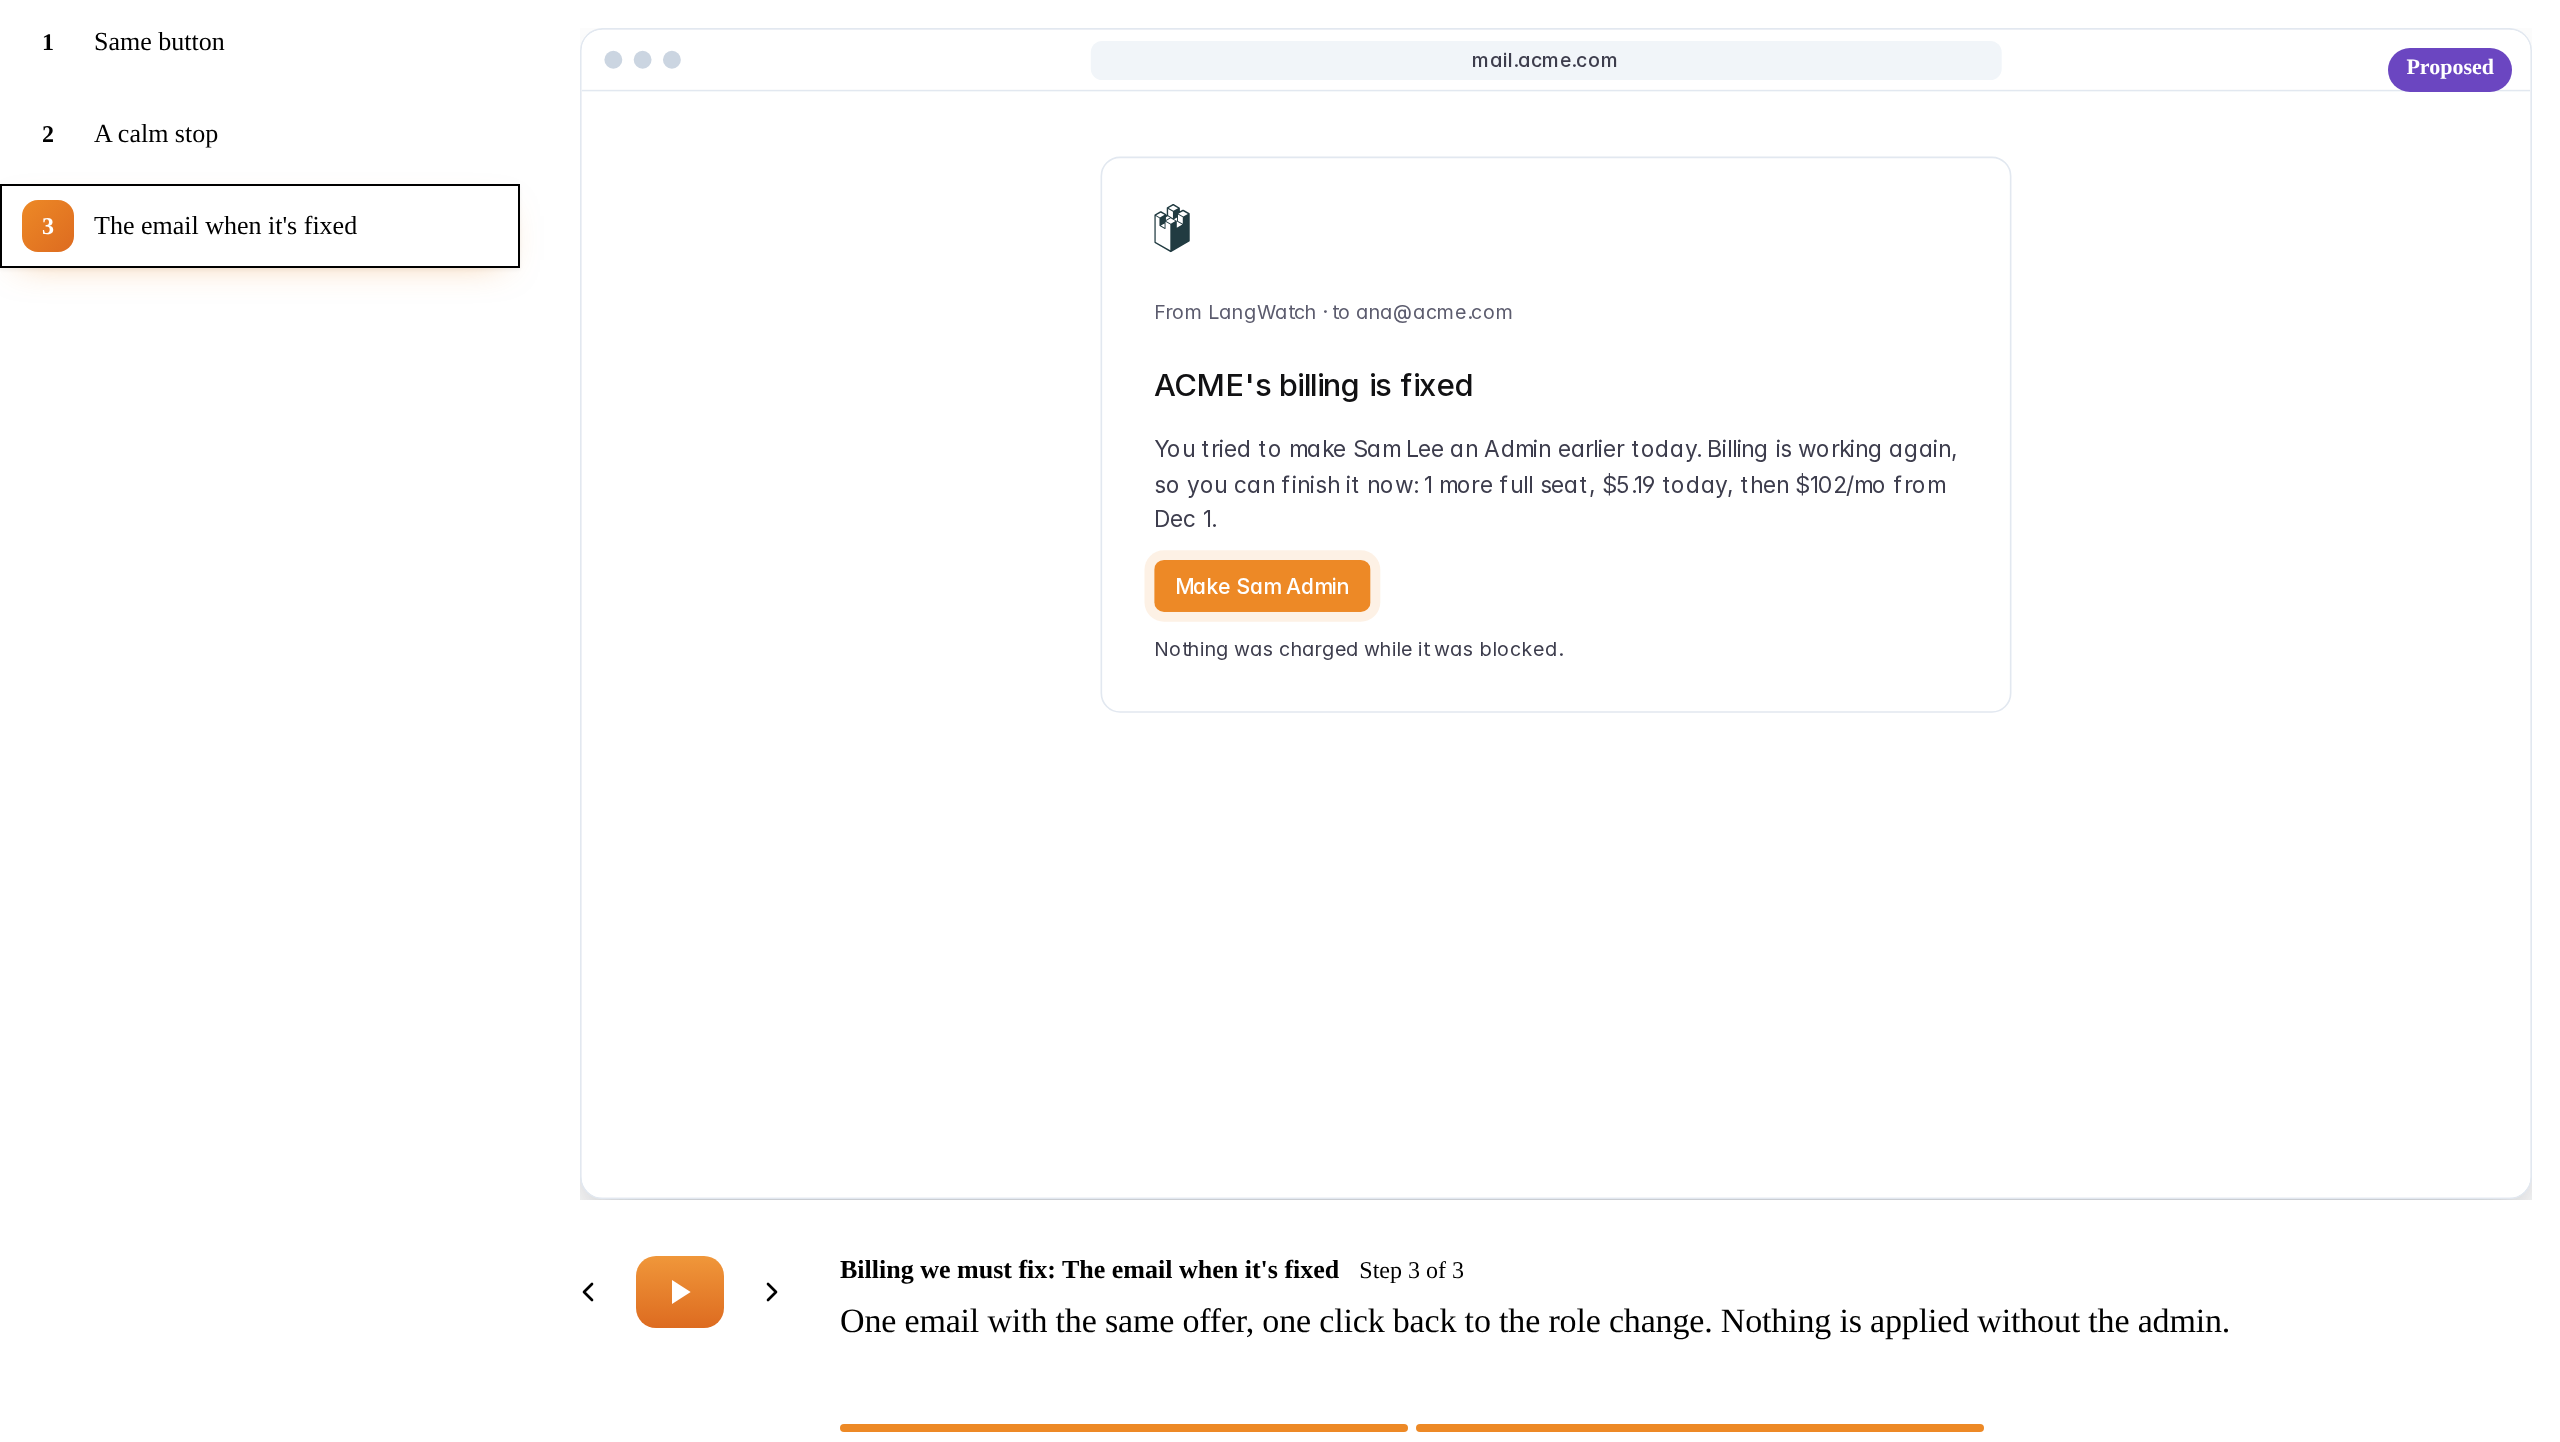 1 Same button
2 A calm stop
3 The email when it's fixed
mail.acme.com
Proposed
From LangWatch · to ana@acme.com
ACME's billing is fixed
You tried to make Sam Lee an Admin earlier today. Billing is working again,
so you can finish it now: 1 more full seat, $5.19 today, then $102/mo from
Dec 1.
Make Sam Admin
Nothing was charged while it was blocked.
Billing we must fix: The email when it's fixed Step 3 of 3
One email with the same offer, one click back to the role change. Nothing is applied without the admin.